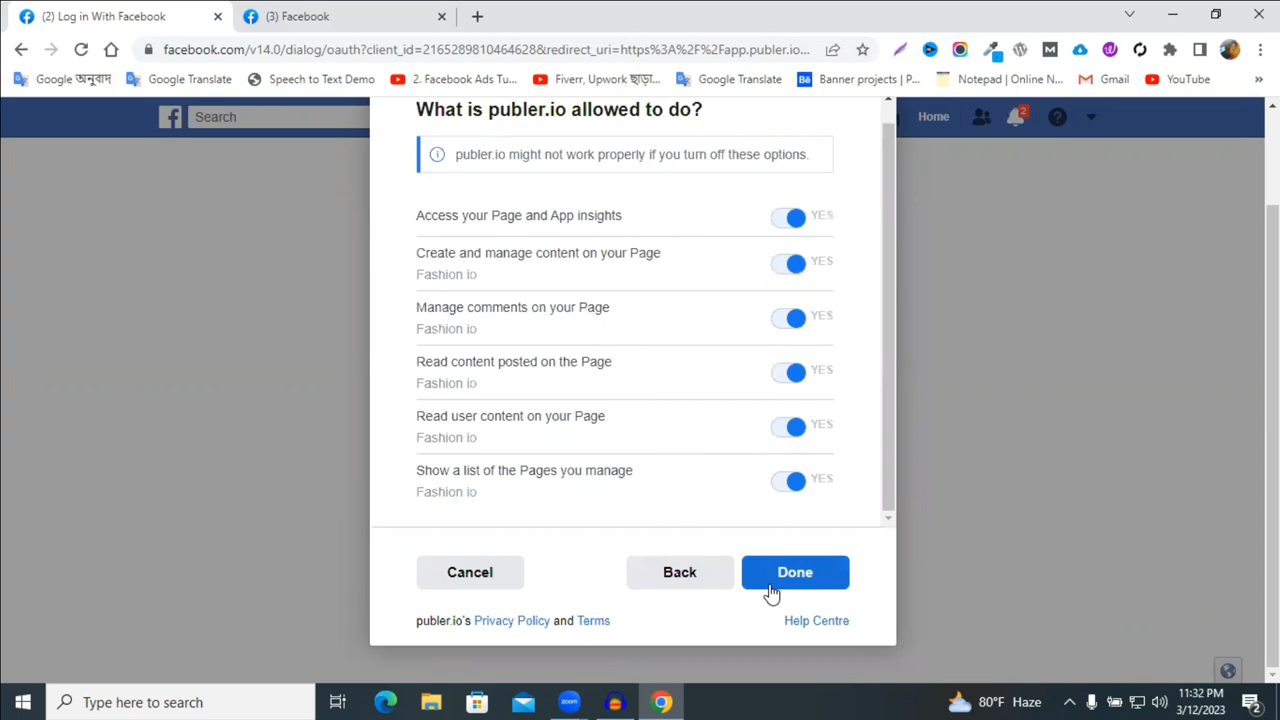 (2) Log in With Facebook
(3) Facebook
facebook.com/v14.0/dialog/oauth?client_id=2165289810464628&redirect_uri=https%3A%2F%2Fapp.publer.io...
Google অনুবাদ
Google Translate
Speech to Text Demo
2. Facebook Ads Tu...
Fiverr, Upwork ছাড়া...
Google Translate
Banner projects | P...
Notepad | Online N...
Gmail
YouTube
Search
Home
2
What is publer.io allowed to do?
publer.io might not work properly if you turn off these options.
Access your Page and App insights
YES
Create and manage content on your Page
YES
Fashion io
Manage comments on your Page
YES
Fashion io
Read content posted on the Page
YES
Fashion io
Read user content on your Page
YES
Fashion io
Show a list of the Pages you manage
YES
Fashion io
Cancel
Back
Done
publer.io's Privacy Policy and Terms
Help Centre
Type here to search
80°F Haze
11:32 PM
3/12/2023
2